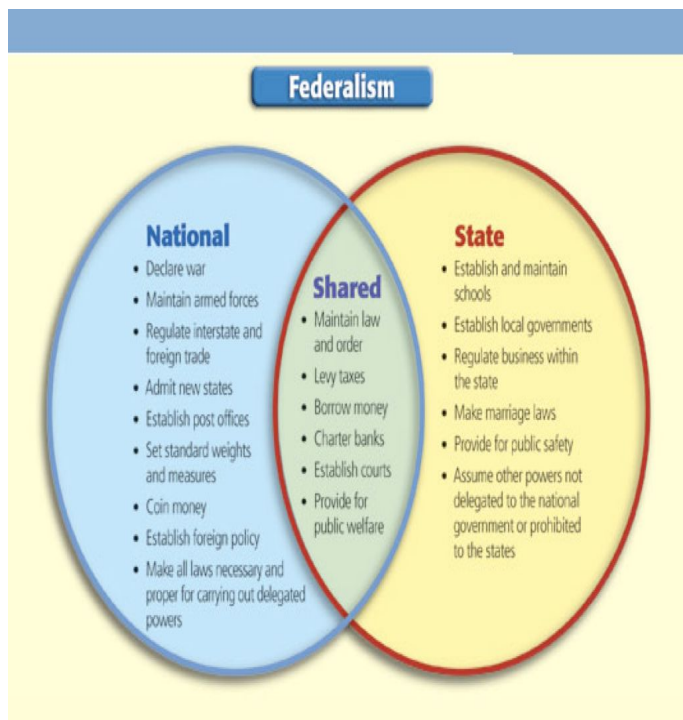 Federalism
National
• Declare war
• Maintain armed forces
• Regulate interstate and
foreign trade
• Admit new states
• Establish post offices
• Set standard weights
and measures
• Coin money
• Establish foreign policy
• Make all laws necessary and
proper for carrying out delegated
powers
Shared
• Maintain law
and order
• Levy taxes
• Borrow money
• Charter banks
• Establish courts
• Provide for
public welfare
State
• Establish and maintain
schools
• Establish local governments
• Regulate business within
the state
• Make marriage laws
• Provide for public safety
• Assume other powers not
delegated to the national
government or prohibited
to the states